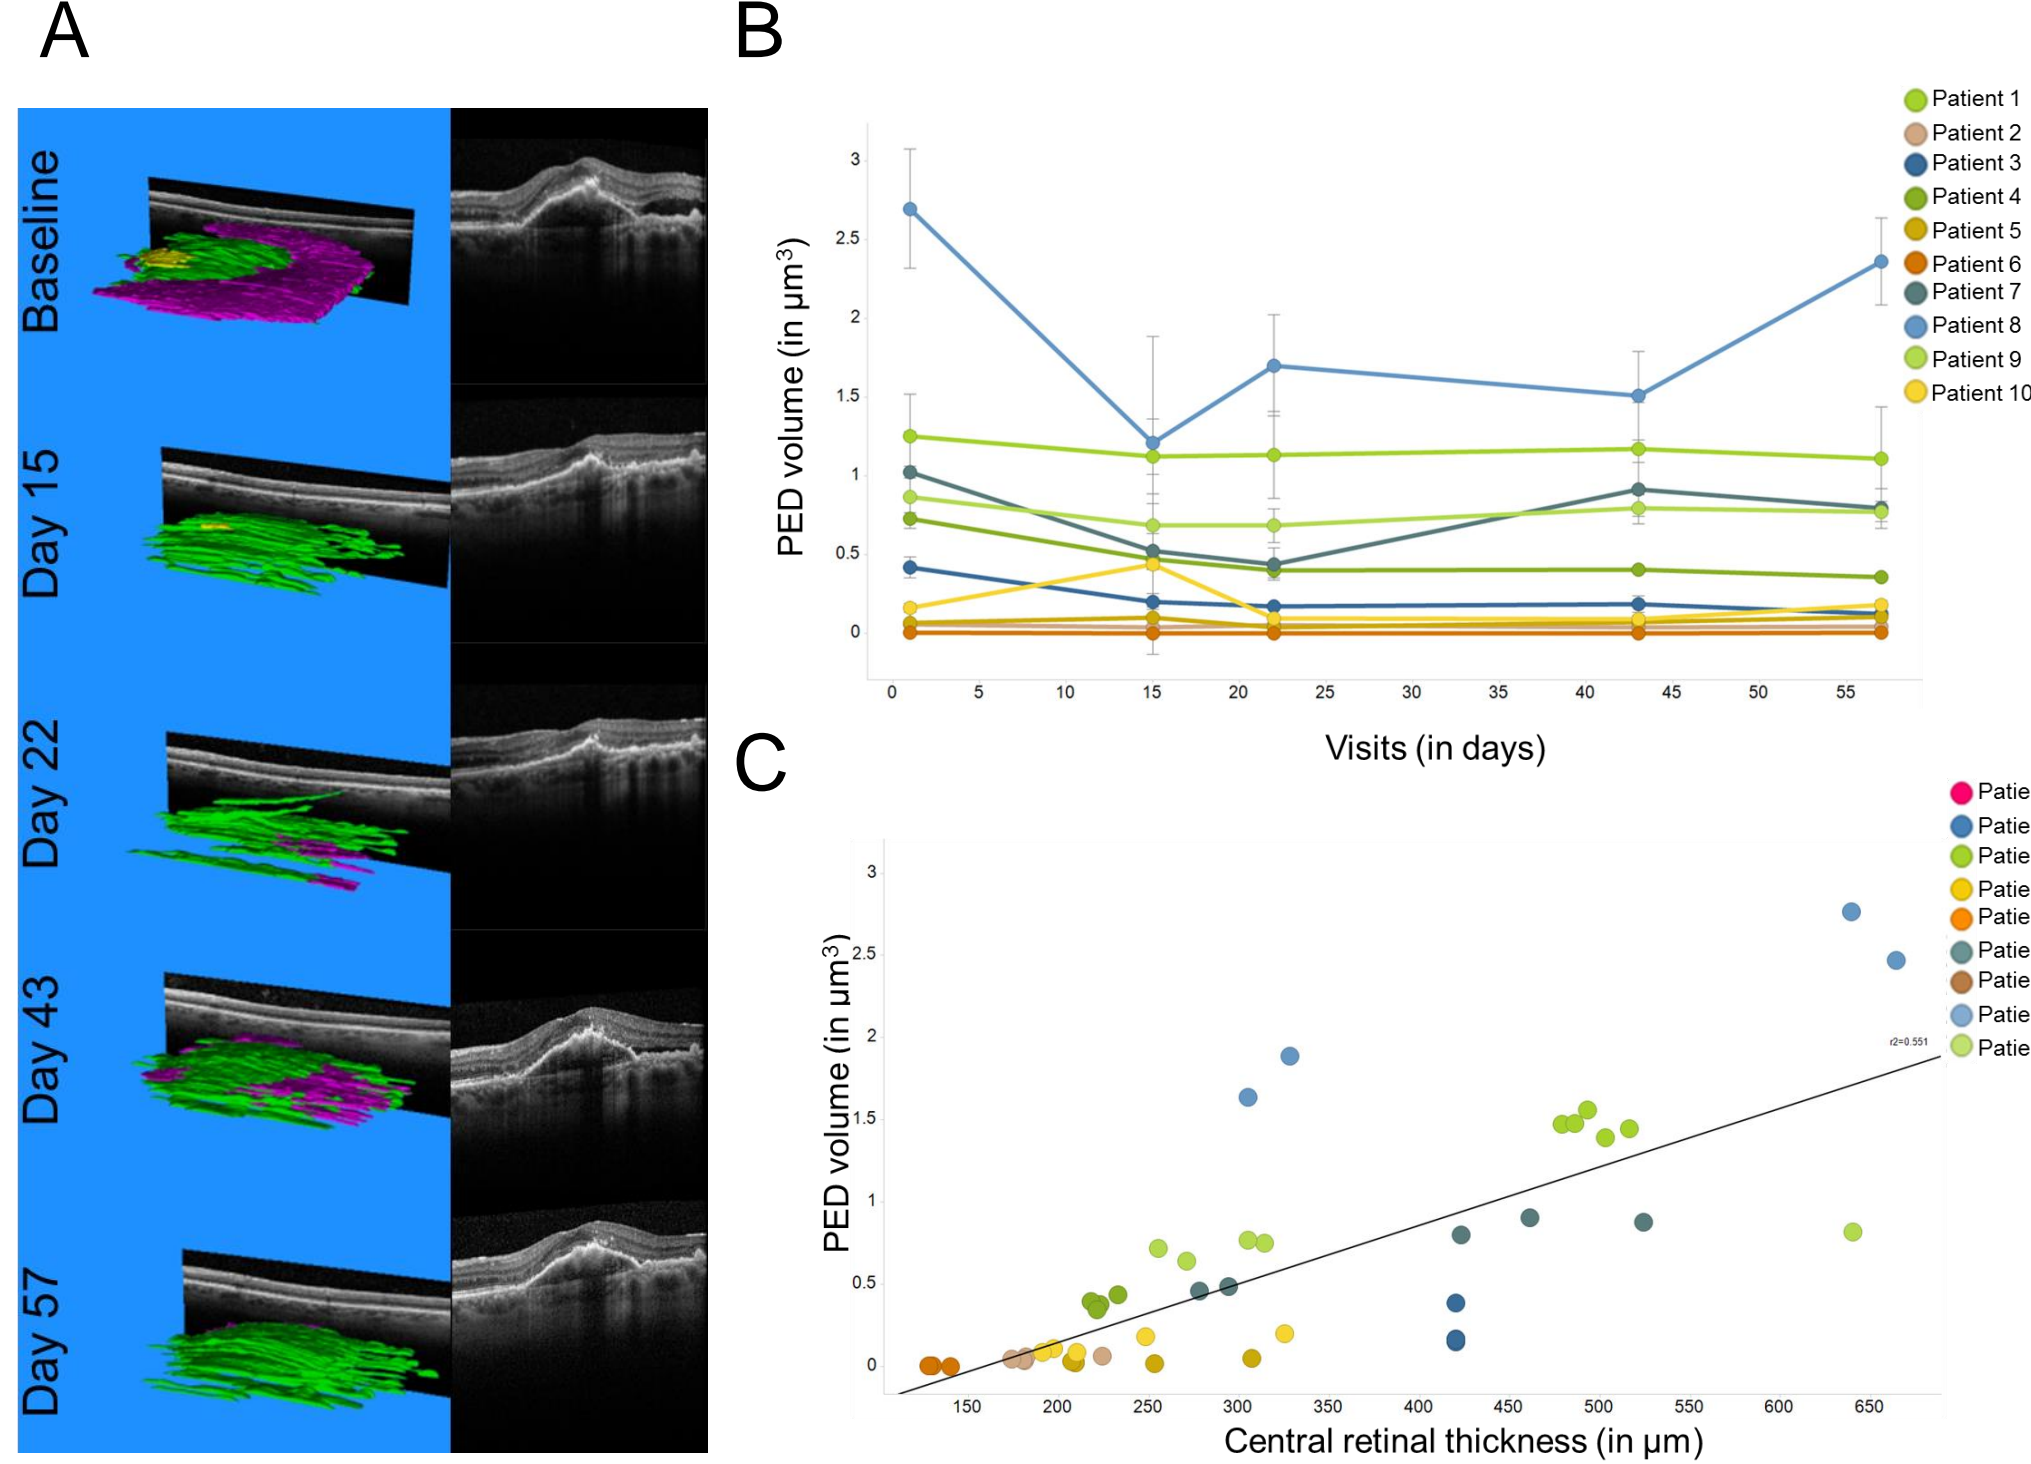 A
Baseline
Day 15
Day 22
Day 43
Day 57
B
PED volume (in µm³)
3
2.5
2
1.5
1
0.5
0
0 5 10 15 20 25 30 35 40 45 50 55
Visits (in days)
Patient 1
Patient 2
Patient 3
Patient 4
Patient 5
Patient 6
Patient 7
Patient 8
Patient 9
Patient 10
C
PED volume (in µm³)
3
2.5
2
1.5
1
0.5
0
150 200 250 300 350 400 450 500 550 600 650
Central retinal thickness (in µm)
r2=0.551
Patie
Patie
Patie
Patie
Patie
Patie
Patie
Patie
Patie